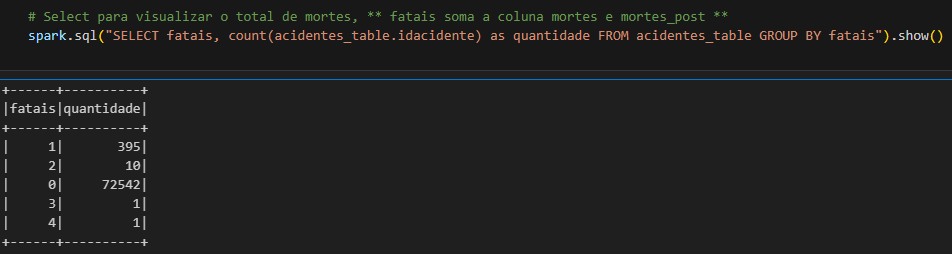 # Select para visualizar o total de mortes, ** fatais soma a coluna mortes e mortes_post **
spark.sql("SELECT fatais, count(acidentes_table.idacidente) as quantidade FROM acidentes_table GROUP BY fatais").show()
+------+----------+
|fatais|quantidade|
+------+----------+
|     1|       395|
|     2|        10|
|     0|     72542|
|     3|         1|
|     4|         1|
+------+----------+